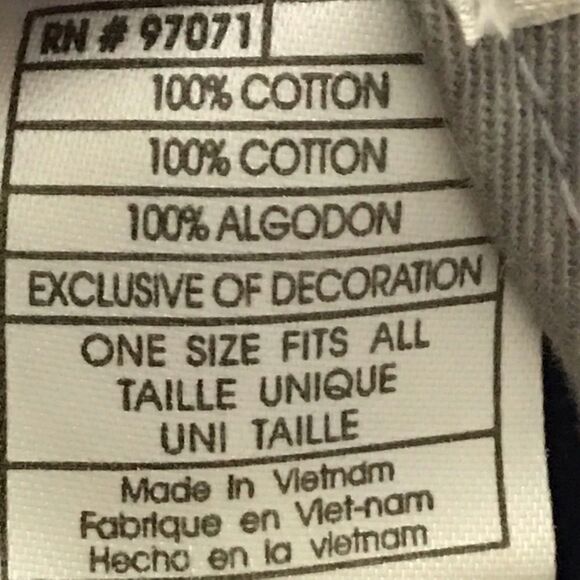 RN # 97071
100% COTTON
100% COTTON
100% ALGODON
EXCLUSIVE OF DECORATION
ONE SIZE FITS ALL
TAILLE UNIQUE
UNI TAILLE
Made in Vietnam
Fabrique en Viet-nam
Hecho en la vietnam